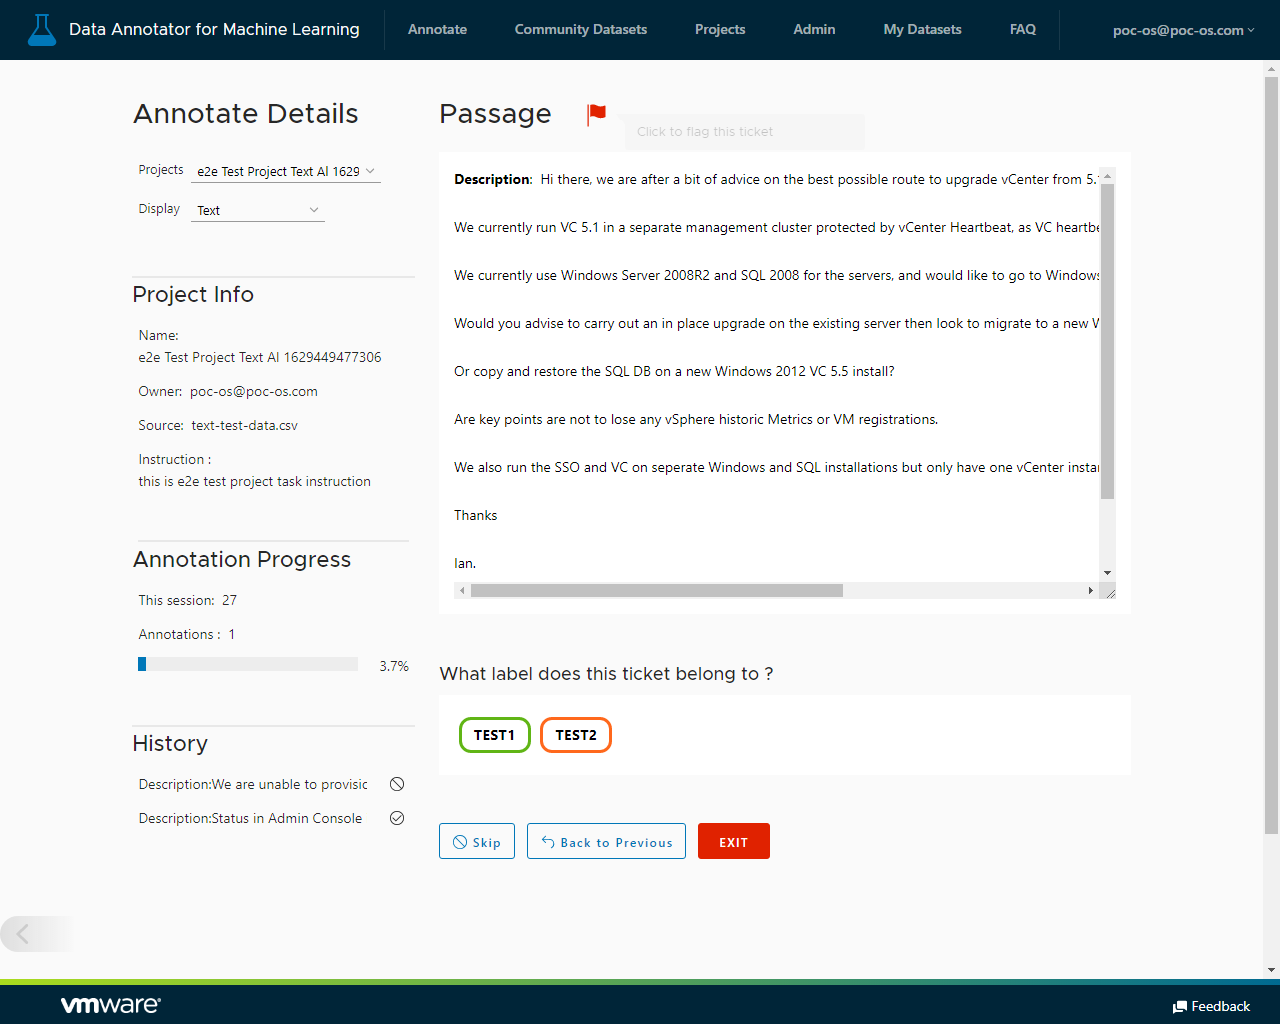 Data Annotator for Machine Learning
Annotate
Community Datasets
Projects
Admin
My Datasets
FAQ
poc-os@poc-os.com
Annotate Details
Projects
e2e Test Project Text Al 1629
Display
Text
Project Info
Name:
e2e Test Project Text Al 1629449477306
Owner: poc-os@poc-os.com
Source: text-test-data.csv
Instruction :
this is e2e test project task instruction
Annotation Progress
This session: 27
Annotations : 1
3.7%
History
Description:We are unable to provisic
Description:Status in Admin Console
Passage
Click to flag this ticket
Description: Hi there, we are after a bit of advice on the best possible route to upgrade vCenter from 5.1
We currently run VC 5.1 in a separate management cluster protected by vCenter Heartbeat, as VC heartbe
We currently use Windows Server 2008R2 and SQL 2008 for the servers, and would like to go to Windows
Would you advise to carry out an in place upgrade on the existing server then look to migrate to a new W
Or copy and restore the SQL DB on a new Windows 2012 VC 5.5 install?
Are key points are not to lose any vSphere historic Metrics or VM registrations.
We also run the SSO and VC on seperate Windows and SQL installations but only have one vCenter instan
Thanks
Ian.
What label does this ticket belong to ?
TEST1
TEST2
Skip
Back to Previous
EXIT
vmware
Feedback